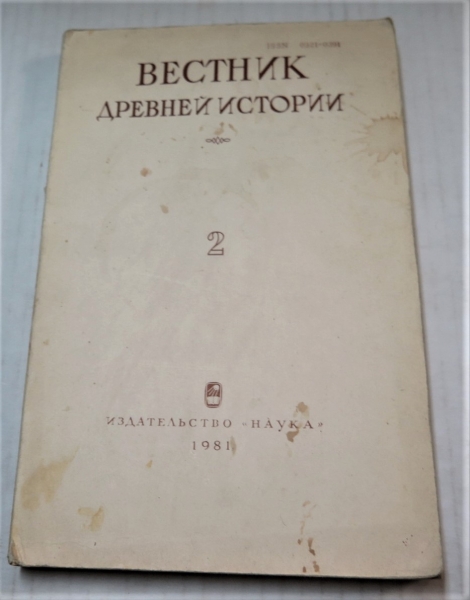 ВЕСТНИК
ДРЕВНЕЙ ИСТОРИИ
2
ИЗДАТЕЛЬСТВО «НАУКА»
1981